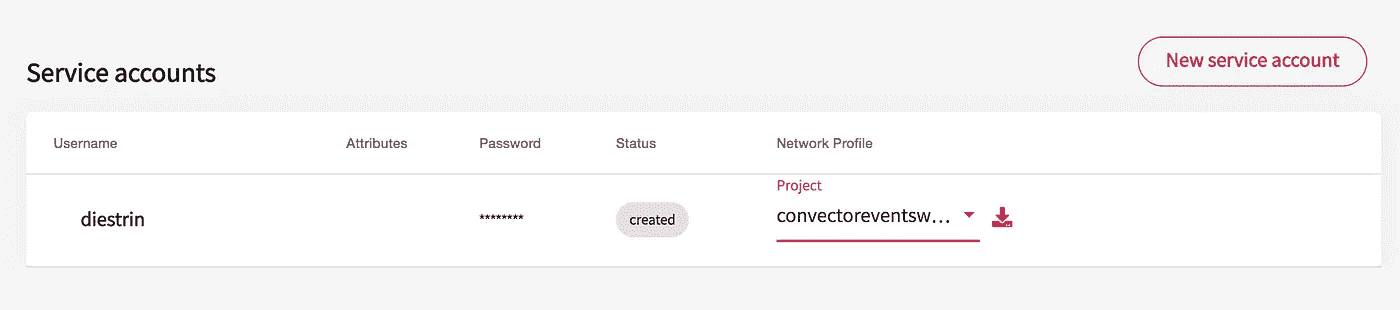 New service account
Service accounts
Username Attributes Password Status Network Profile
Project
diestrin ******** created convectoreventsw...